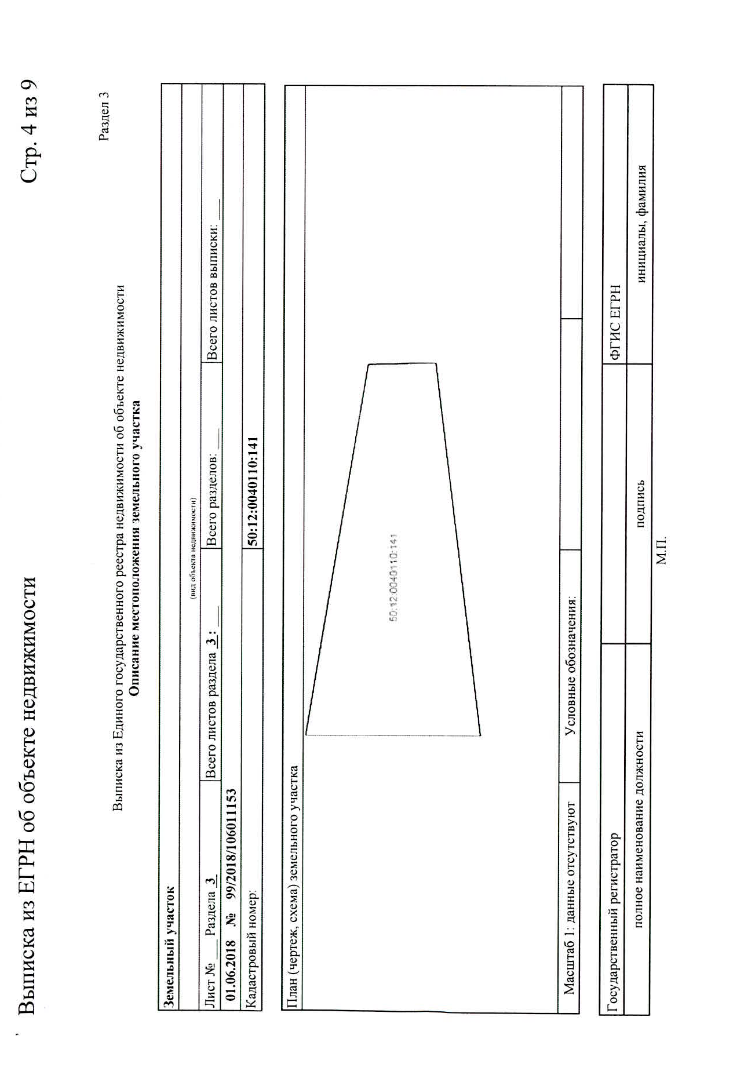 Выписка из ЕГРН об объекте недвижимости Стр. 4 из 9
Раздел 3
Выписка из Единого государственного реестра недвижимости об объекте недвижимости
Описание местоположения земельного участка
Земельный участок
(вид объекта недвижимости)
Лист № ___ Раздела 3 Всего листов раздела 3 : ___ Всего разделов: ___ Всего листов выписки: ___
01.06.2018 № 99/2018/106011153
Кадастровый номер: 50:12:0040110:141
План (чертеж, схема) земельного участка
50:12:0040110:141
Масштаб 1: данные отсутствуют Условные обозначения:
Государственный регистратор ФГИС ЕГРН
полное наименование должности подпись инициалы, фамилия
М.П.